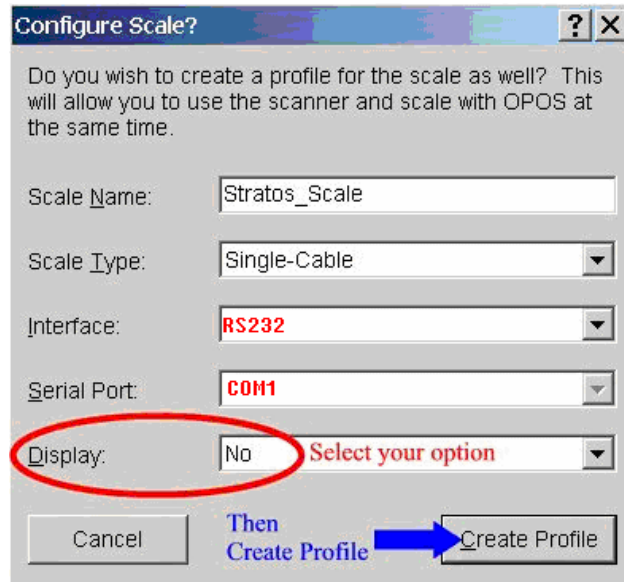 Configure Scale?
Do you wish to create a profile for the scale as well? This
will allow you to use the scanner and scale with OPOS at
the same time.
Scale Name: Stratos_Scale
Scale Type: Single-Cable
Interface: RS232
Serial Port: COM1
Display: No Select your option
Cancel
Then
Create Profile
Create Profile